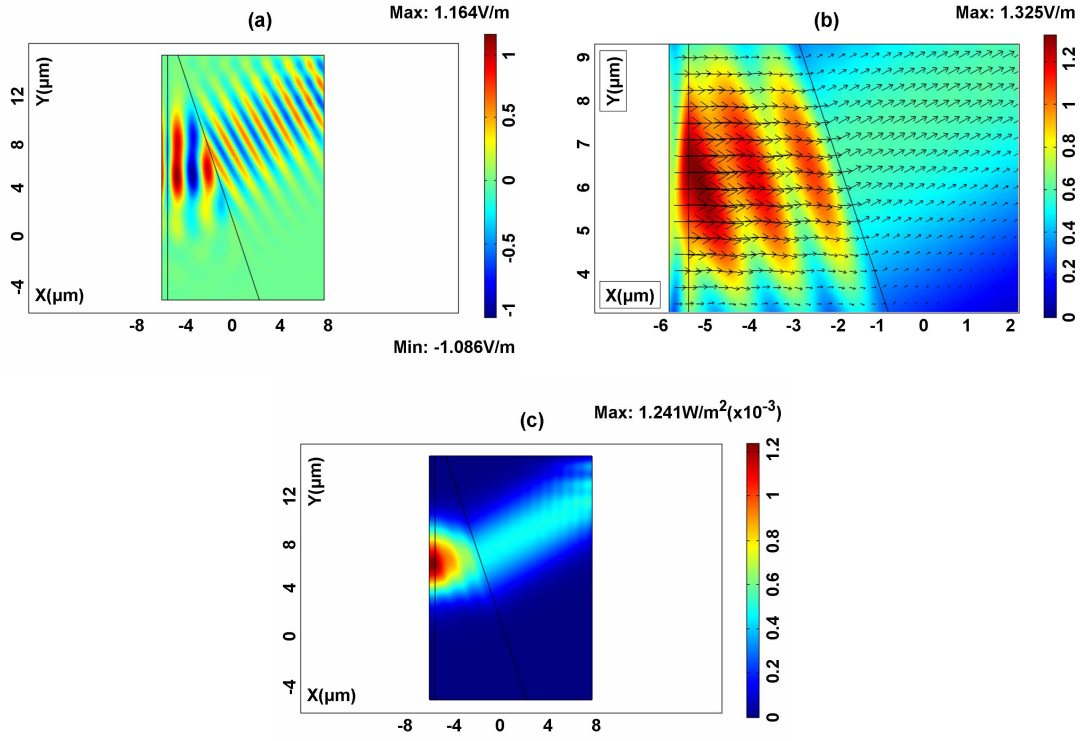 (a)
Max: 1.164V/m
Y(µm)
12
8
4
0
-4
X(µm)
-8 -4 0 4 8
1
0.5
0
-0.5
-1
Min: -1.086V/m
(b)
Max: 1.325V/m
Y(µm)
9
8
7
6
5
4
X(µm)
-6 -5 -4 -3 -2 -1 0 1 2
1.2
1
0.8
0.6
0.4
0.2
0
(c)
Max: 1.241W/m²(x10⁻³)
Y(µm)
12
8
4
0
-4
X(µm)
-8 -4 0 4 8
1.2
1
0.8
0.6
0.4
0.2
0